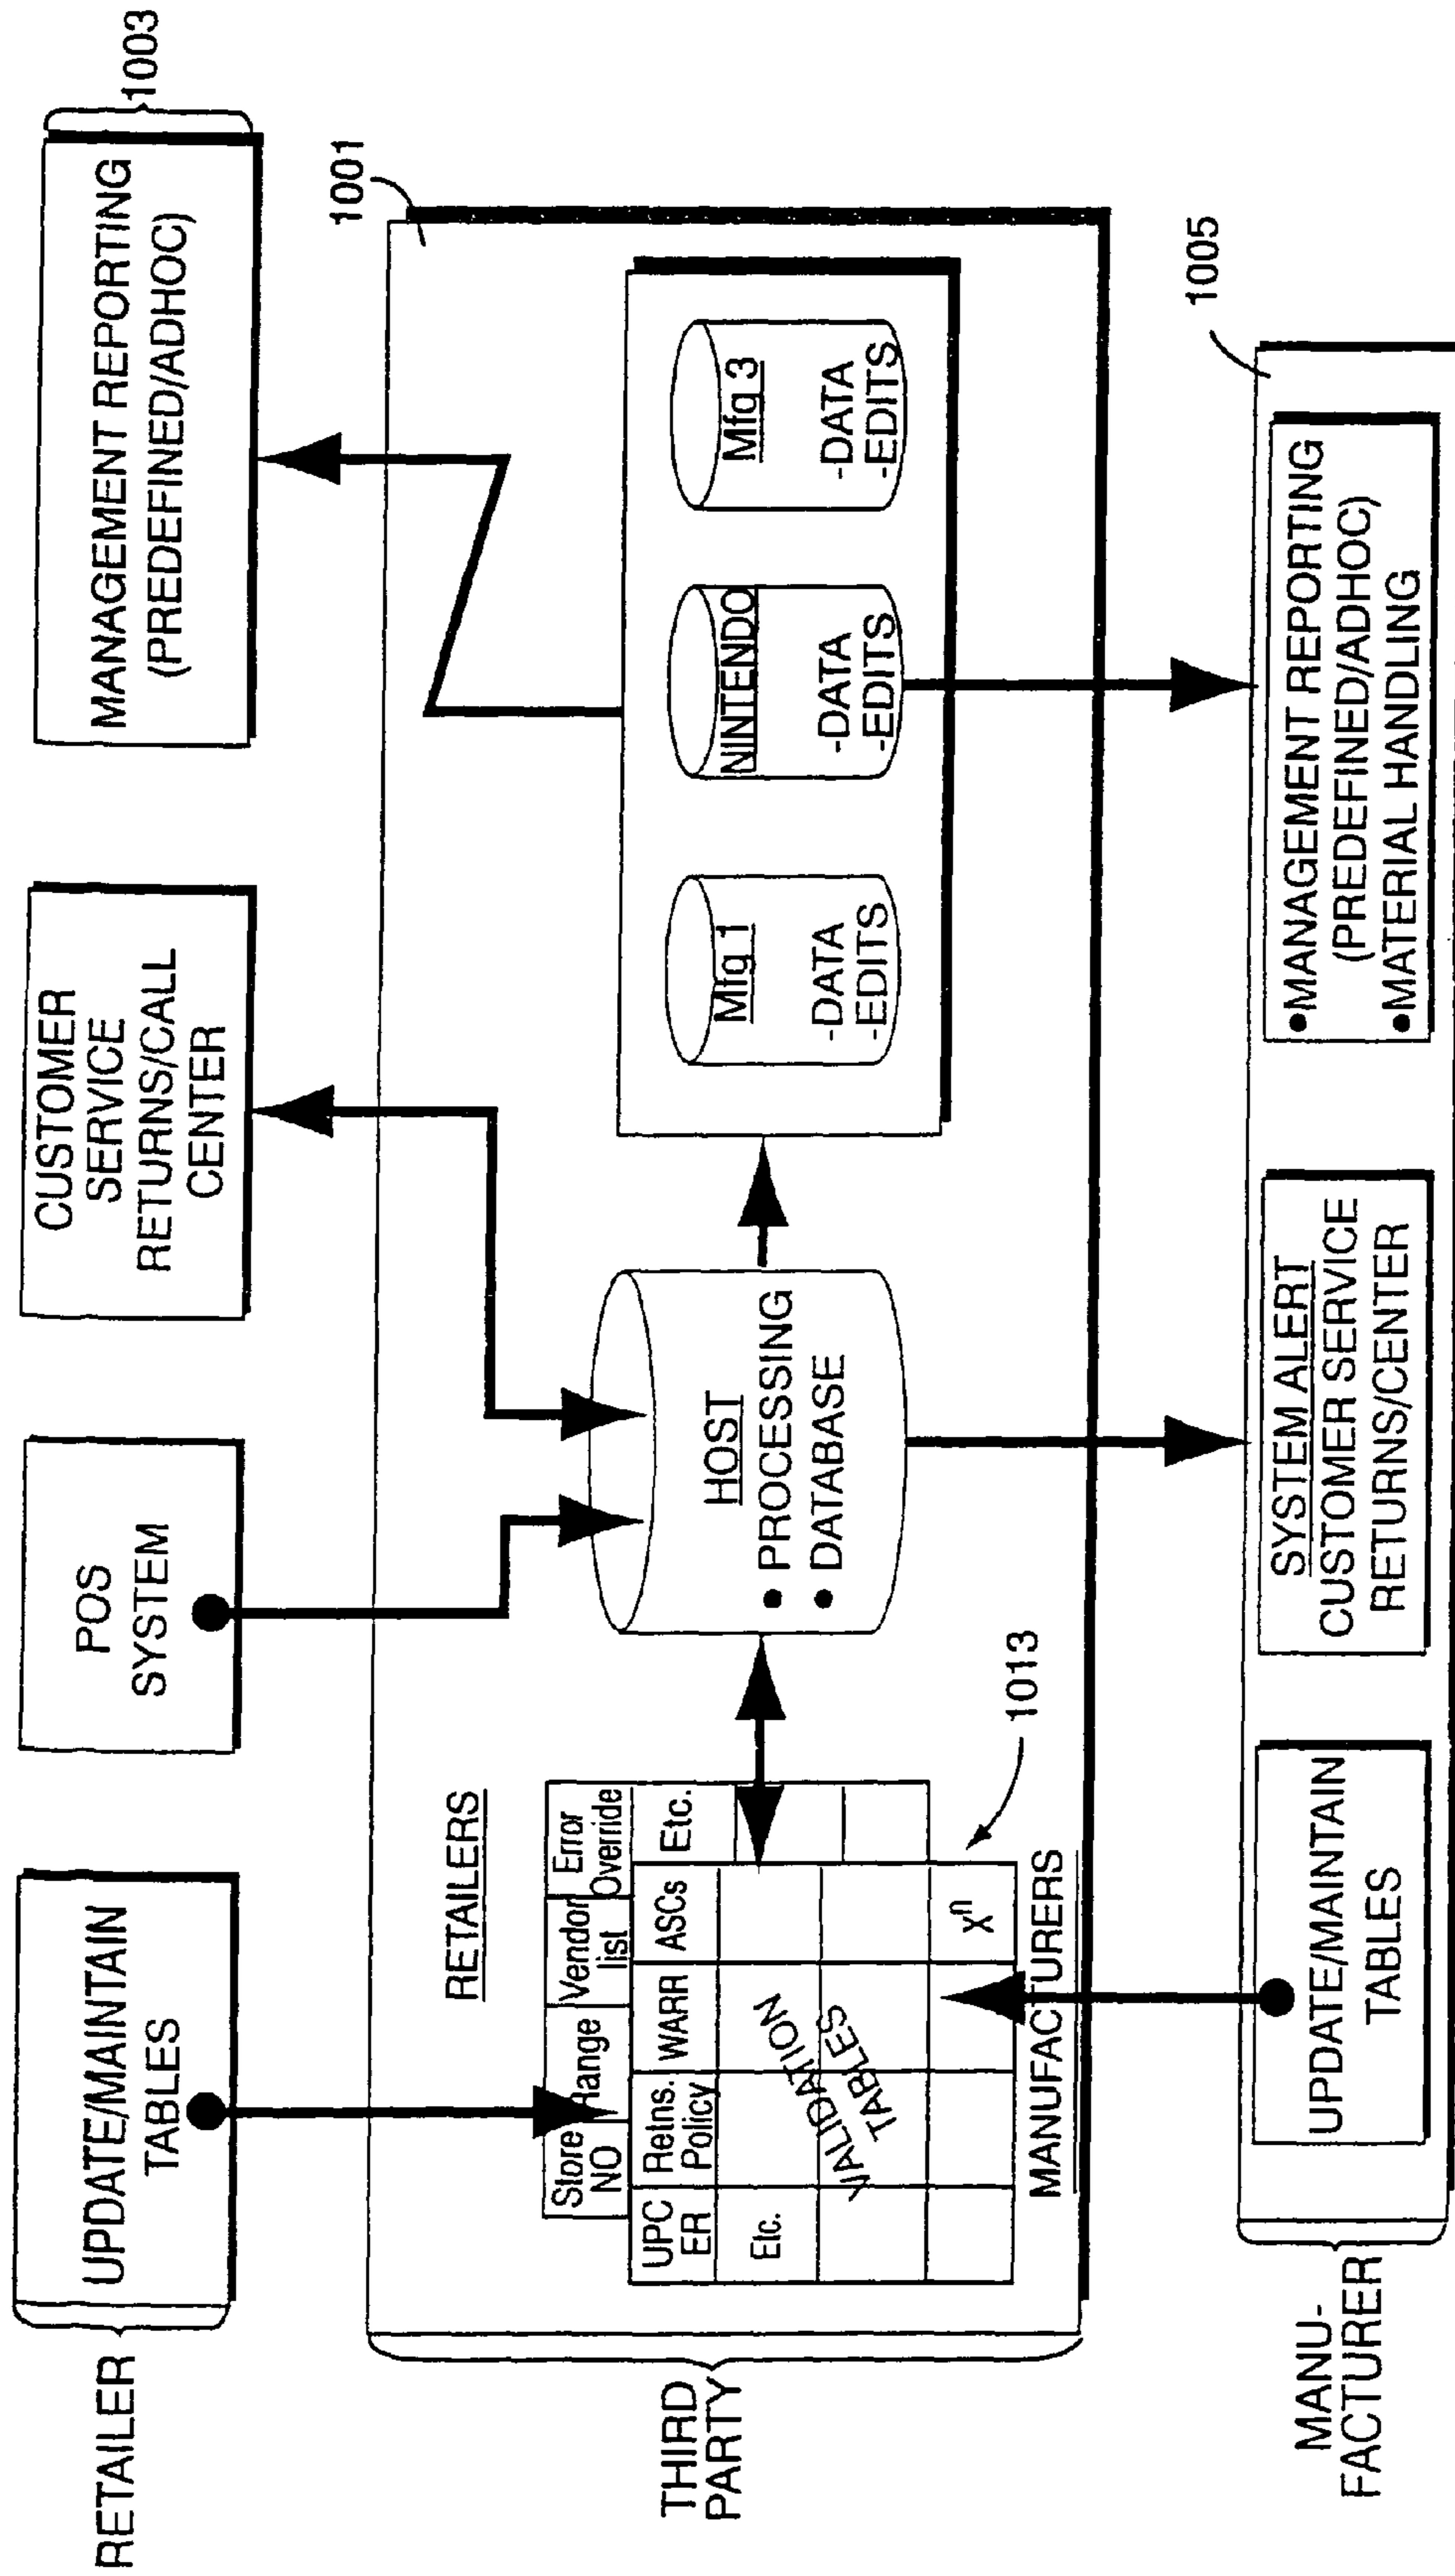 RETAILER
UPDATE/MAINTAIN
TABLES
POS
SYSTEM
CUSTOMER
SERVICE
RETURNS/CALL
CENTER
MANAGEMENT REPORTING
(PREDEFINED/ADHOC)
1003
THIRD
PARTY
1001
RETAILERS
Store
NO
Range
Vendor
list
Error
Override
UPC
ER
Retns.
Policy
WARR
ASCs
Etc.
Etc.
VALIDATION
TABLES
Xⁿ
MANUFACTURERS
1013
HOST
● PROCESSING
● DATABASE
Mfg 1
-DATA
-EDITS
NINTENDO
-DATA
-EDITS
Mfg 3
-DATA
-EDITS
MANU-
FACTURER
UPDATE/MAINTAIN
TABLES
SYSTEM ALERT
CUSTOMER SERVICE
RETURNS/CENTER
●MANAGEMENT REPORTING
(PREDEFINED/ADHOC)
●MATERIAL HANDLING
1005